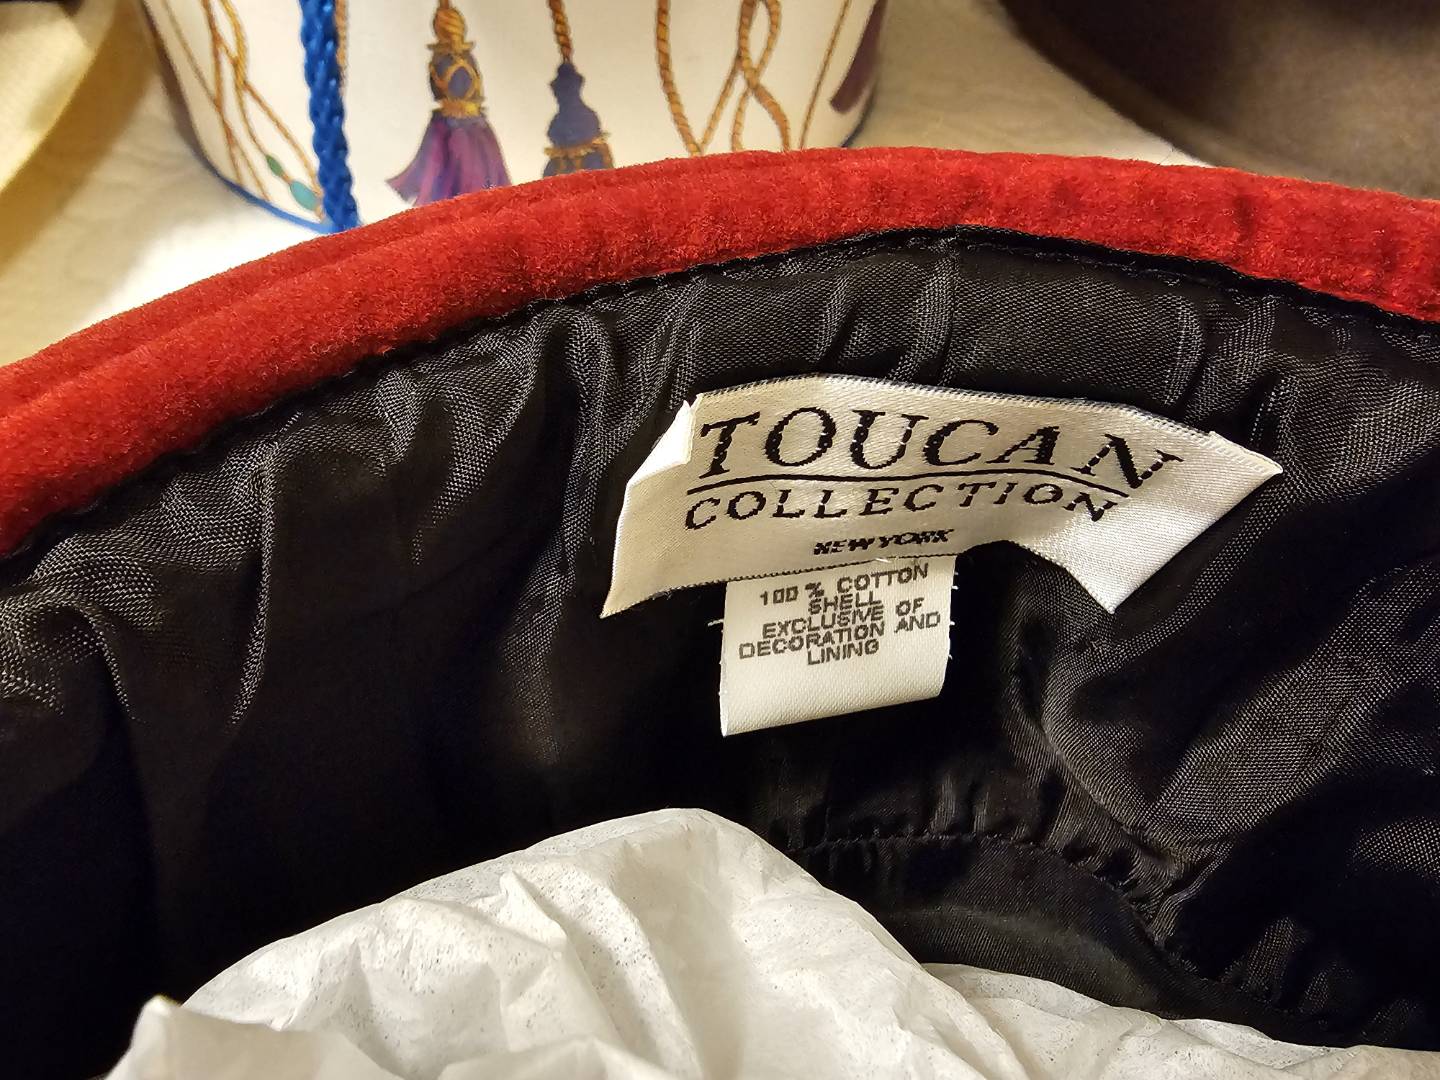 TOUCAN
COLLECTION
NEW YORK
100 % COTTON
SHELL
EXCLUSIVE OF
DECORATION AND
LINING